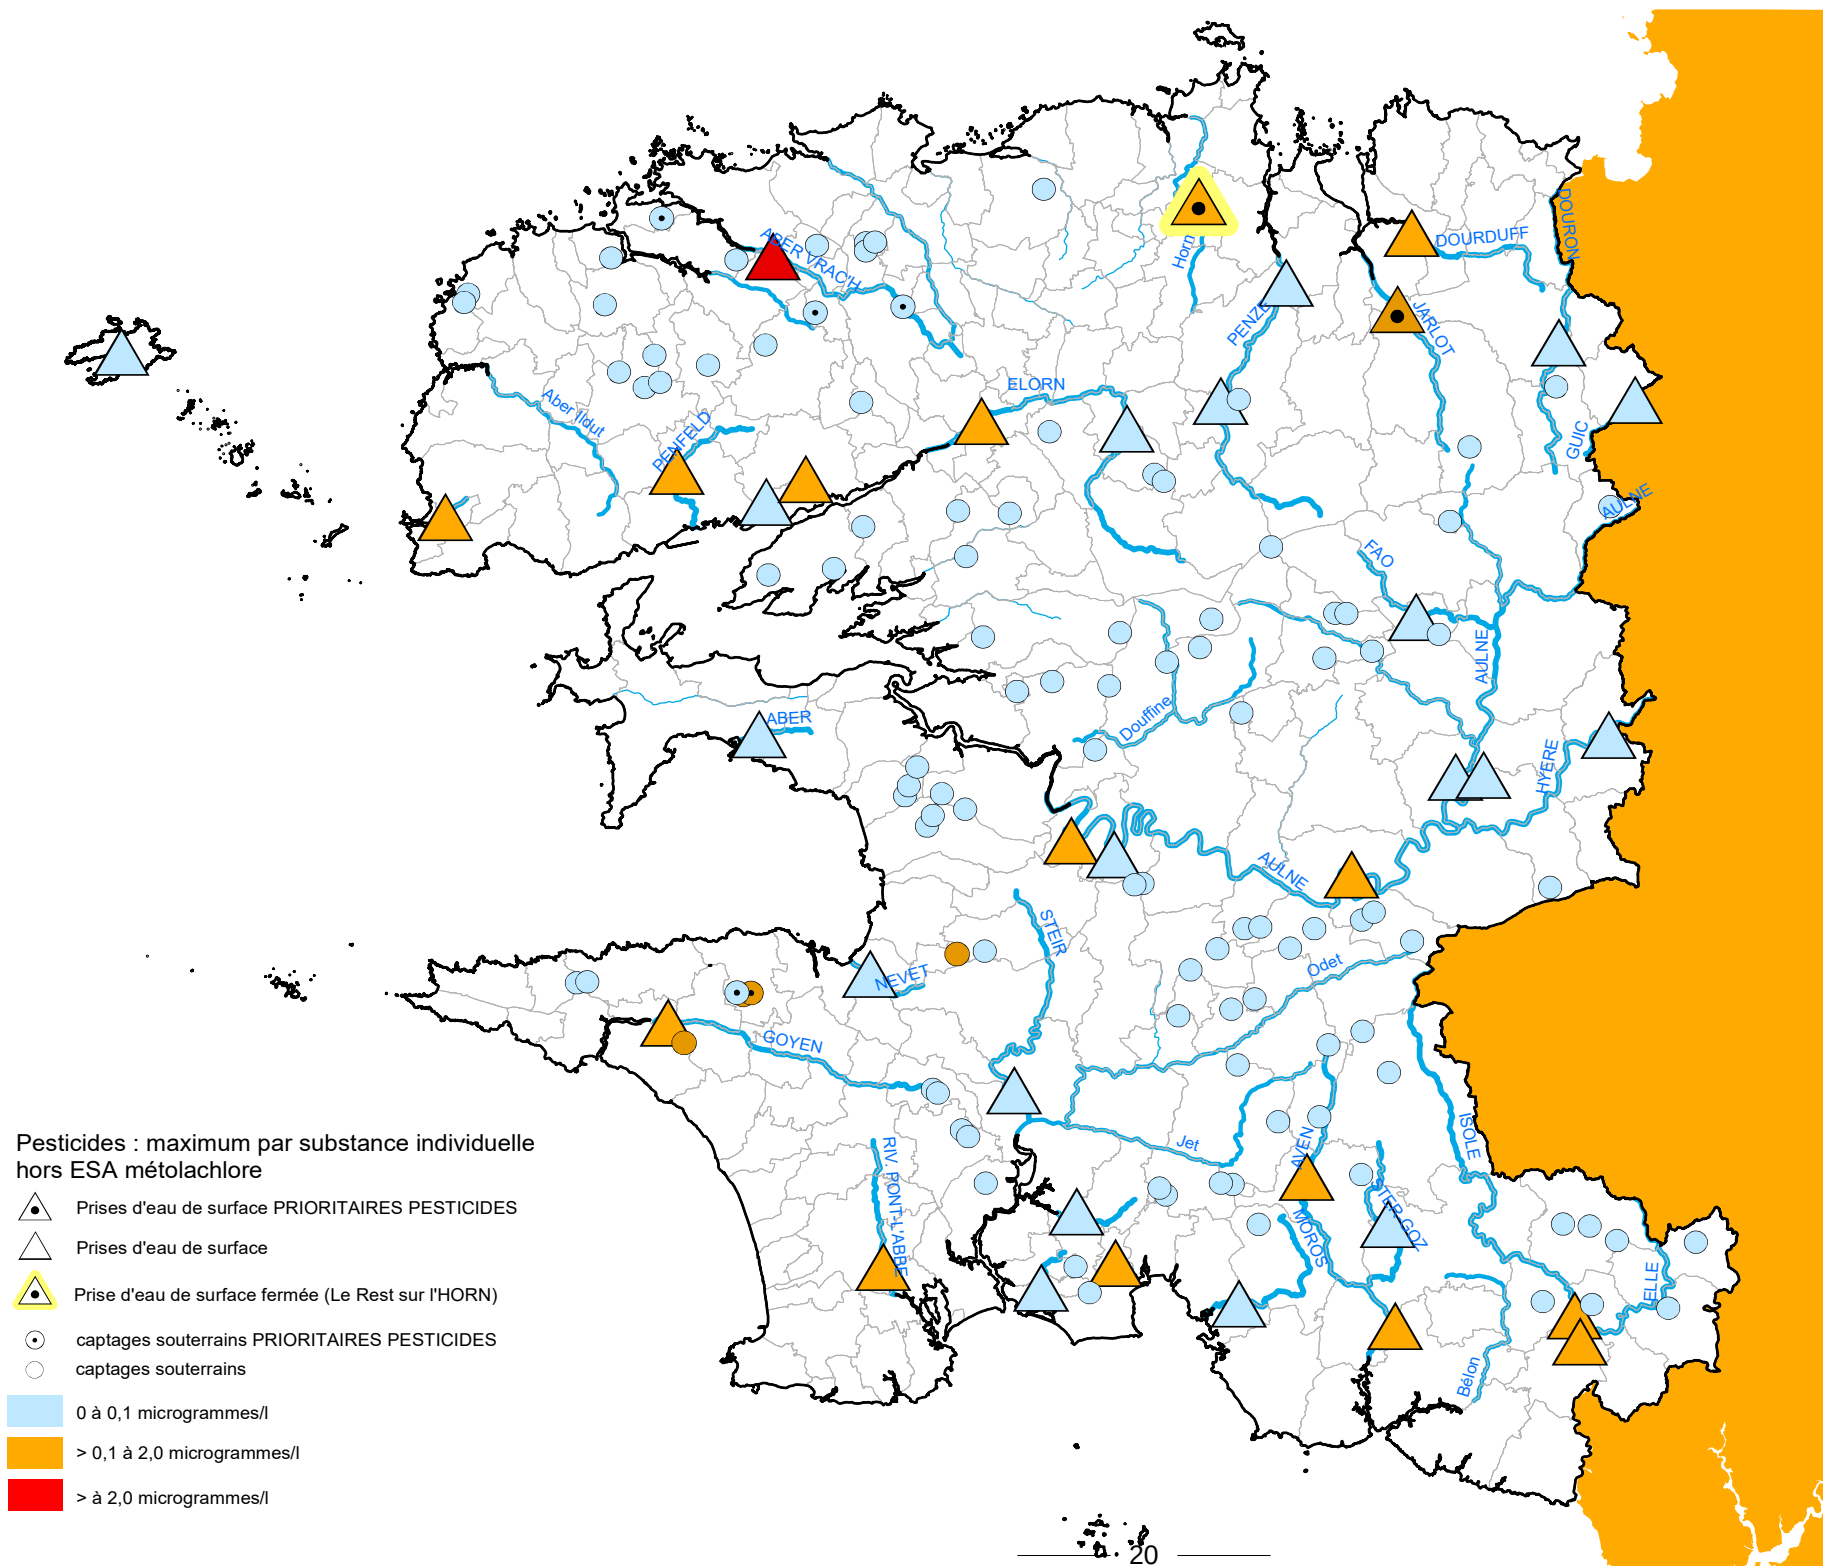 DOURON
DOURDUFF
Horn
ABER VRAC'H
PENZE
JARLOT
ELORN
Aber Ildut
PENFELD
GUIC
AULNE
FAO
AULNE
Douffine
ABER
HYERE
AULNE
STEIR
NEVET
Odet
GOYEN
Jet
AVEN
ISOLE
RIV. PONT-L'ABBE
STER GOZ
MOROS
ELLE
Bélon
Pesticides : maximum par substance individuelle
hors ESA métolachlore
Prises d'eau de surface PRIORITAIRES PESTICIDES
Prises d'eau de surface
Prise d'eau de surface fermée (Le Rest sur l'HORN)
captages souterrains PRIORITAIRES PESTICIDES
captages souterrains
0 à 0,1 microgrammes/l
> 0,1 à 2,0 microgrammes/l
> à 2,0 microgrammes/l
20